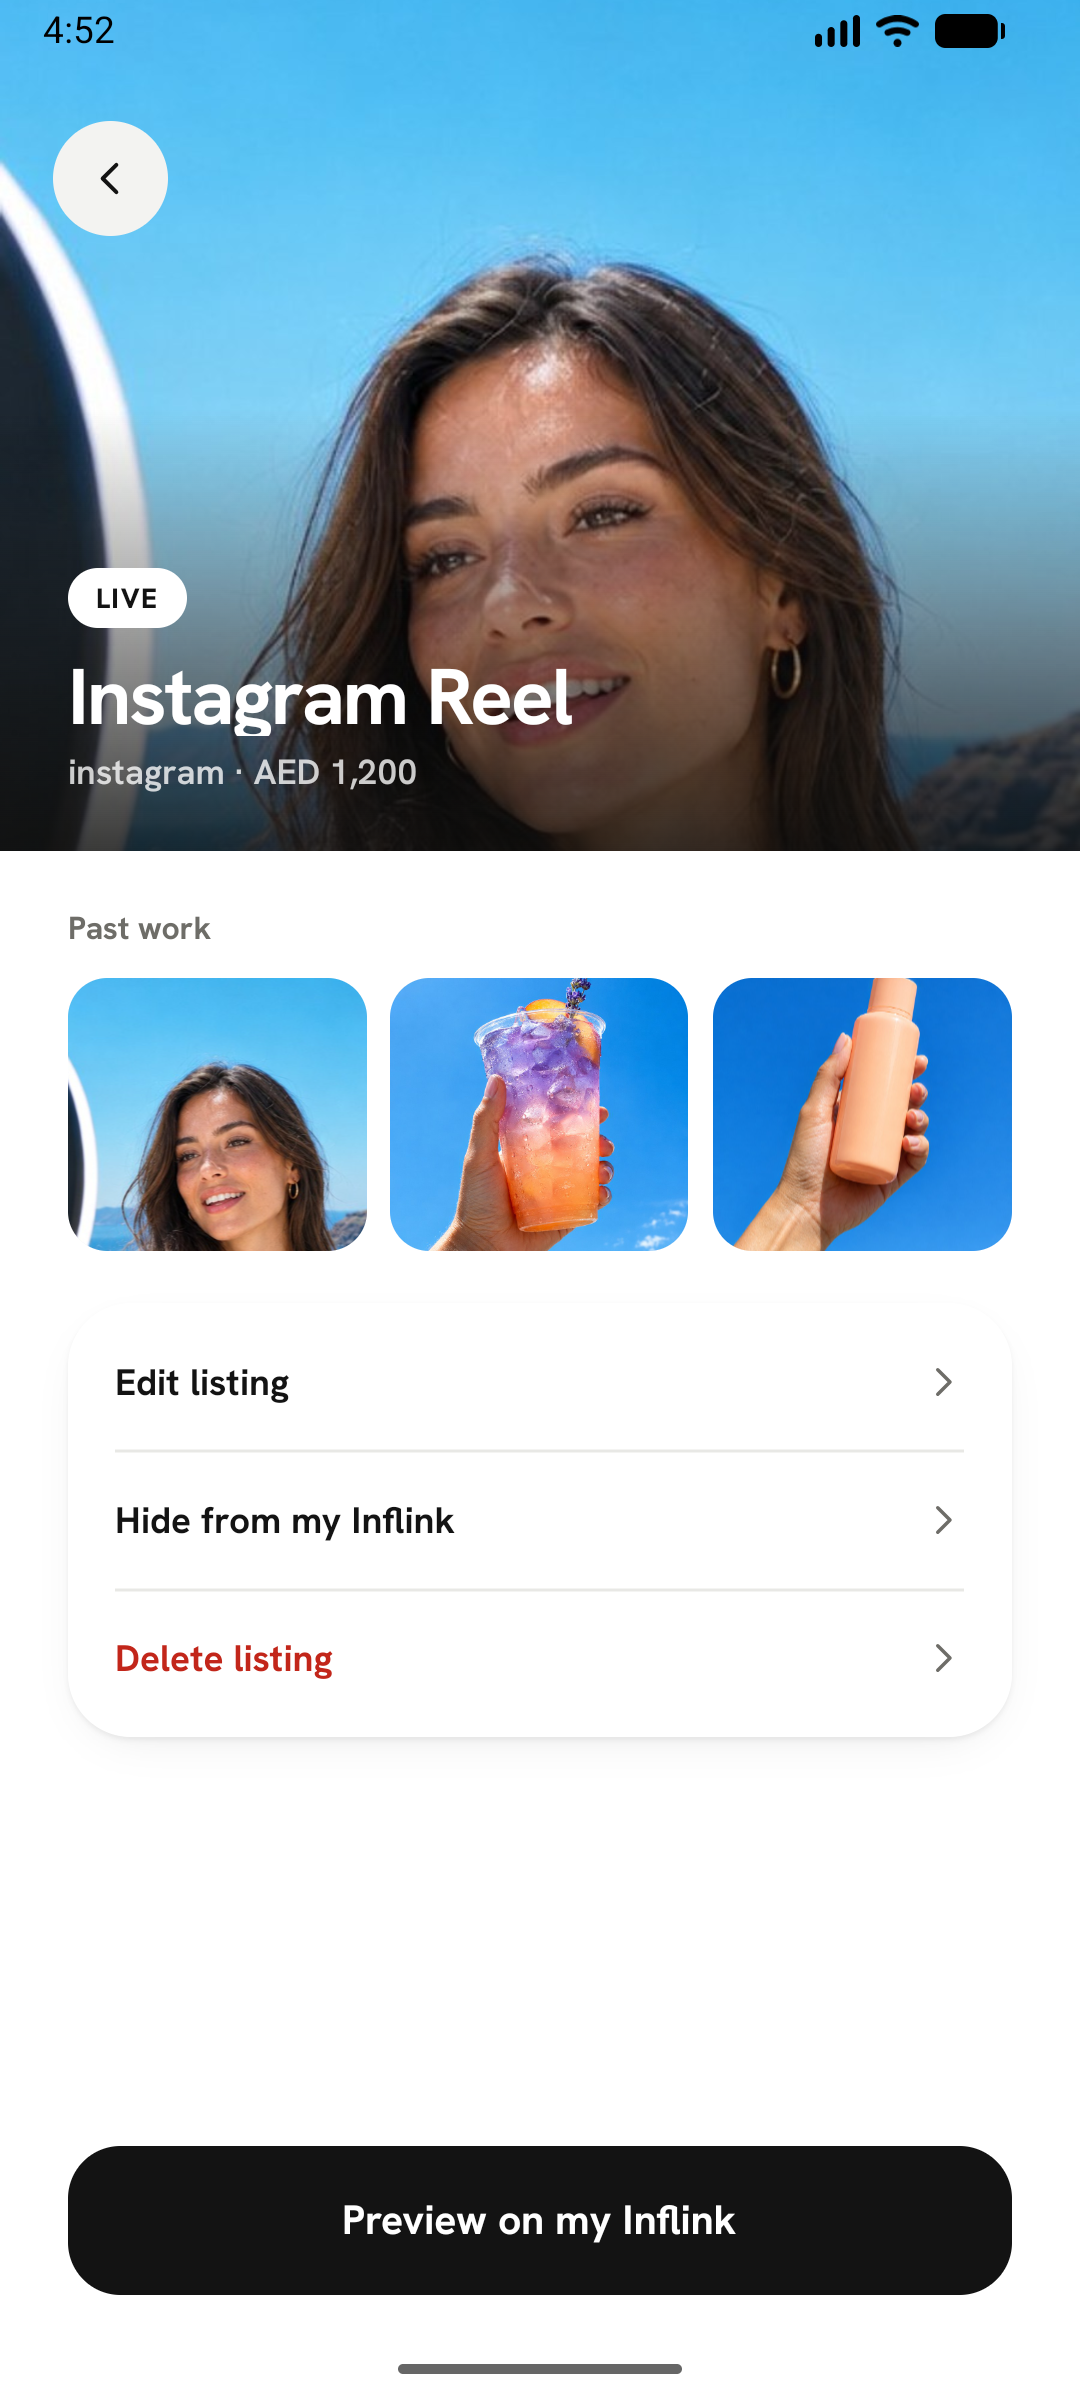 4:52
LIVE
Instagram Reel
instagram · AED 1,200
Past work
Edit listing
Hide from my Inflink
Delete listing
Preview on my Inflink